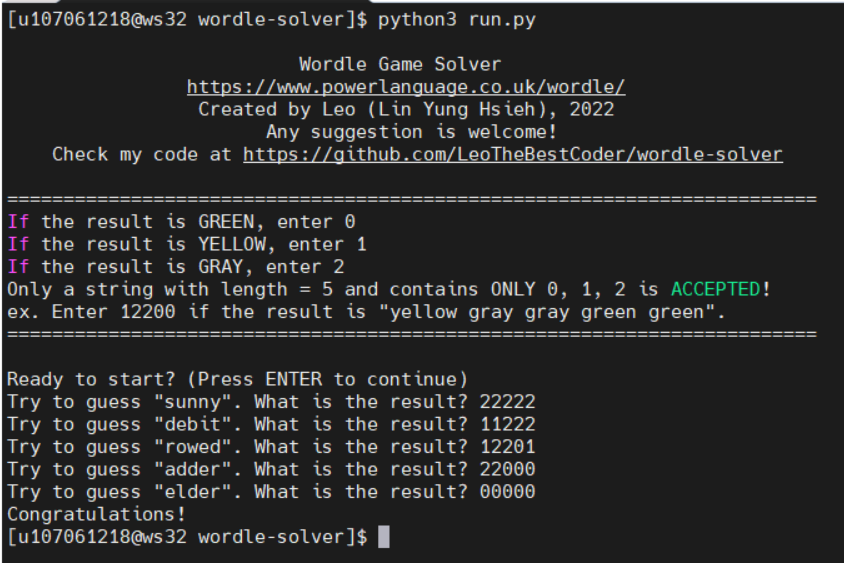 [u107061218@ws32 wordle-solver]$ python3 run.py
Wordle Game Solver
https://www.powerlanguage.co.uk/wordle/
Created by Leo (Lin Yung Hsieh), 2022
Any suggestion is welcome!
Check my code at https://github.com/LeoTheBestCoder/wordle-solver
=======================================================================
If the result is GREEN, enter 0
If the result is YELLOW, enter 1
If the result is GRAY, enter 2
Only a string with length = 5 and contains ONLY 0, 1, 2 is ACCEPTED!
ex. Enter 12200 if the result is "yellow gray gray green green".
=======================================================================
Ready to start? (Press ENTER to continue)
Try to guess "sunny". What is the result? 22222
Try to guess "debit". What is the result? 11222
Try to guess "rowed". What is the result? 12201
Try to guess "adder". What is the result? 22000
Try to guess "elder". What is the result? 00000
Congratulations!
[u107061218@ws32 wordle-solver]$